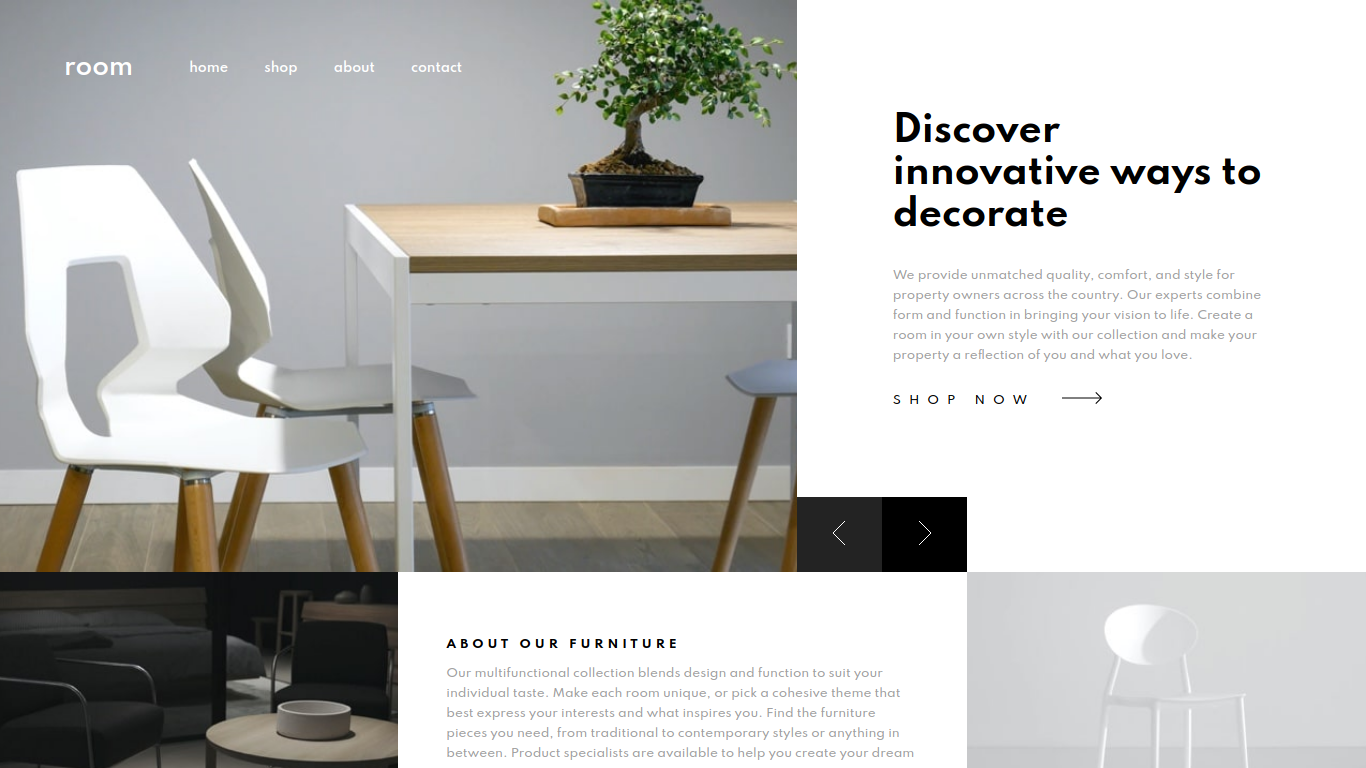 room
home shop about contact
Discover
innovative ways to
decorate
We provide unmatched quality, comfort, and style for
property owners across the country. Our experts combine
form and function in bringing your vision to life. Create a
room in your own style with our collection and make your
property a reflection of you and what you love.
SHOP NOW
ABOUT OUR FURNITURE
Our multifunctional collection blends design and function to suit your
individual taste. Make each room unique, or pick a cohesive theme that
best express your interests and what inspires you. Find the furniture
pieces you need, from traditional to contemporary styles or anything in
between. Product specialists are available to help you create your dream